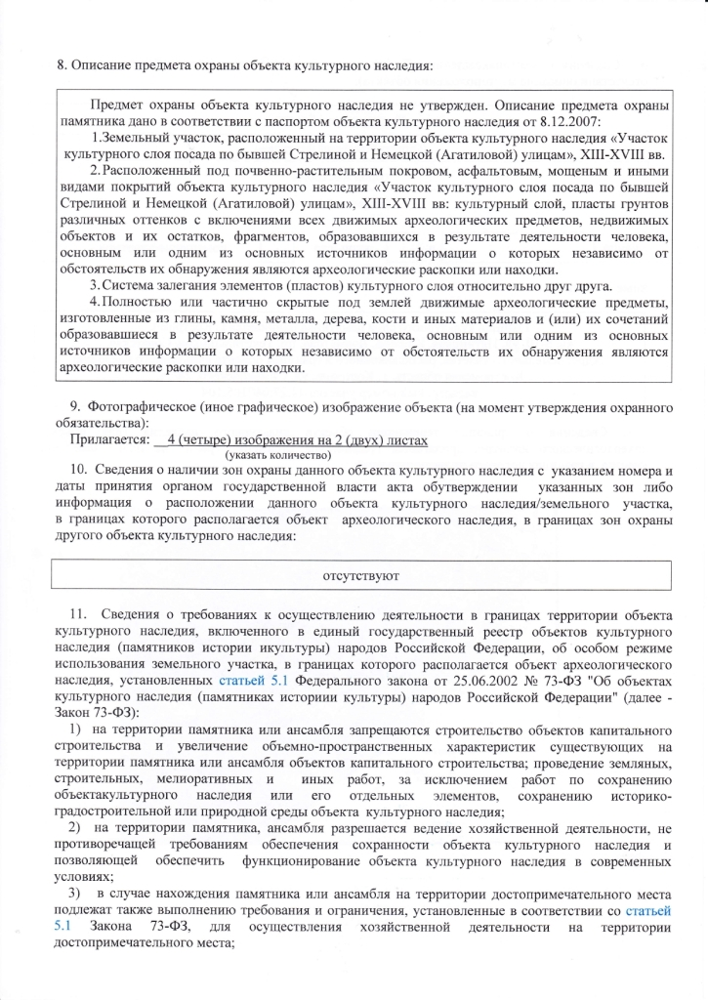 8. Описание предмета охраны объекта культурного наследия:
Предмет охраны объекта культурного наследия не утвержден. Описание предмета охраны
памятника дано в соответствии с паспортом объекта культурного наследия от 8.12.2007:
1.Земельный участок, расположенный на территории объекта культурного наследия «Участок
культурного слоя посада по бывшей Стрелиной и Немецкой (Агатиловой) улицам», XIII-XVIII вв.
2.Расположенный под почвенно-растительным покровом, асфальтовым, мощеным и иными
видами покрытий объекта культурного наследия «Участок культурного слоя посада по бывшей
Стрелиной и Немецкой (Агатиловой) улицам», XIII-XVIII вв: культурный слой, пласты грунтов
различных оттенков с включениями всех движимых археологических предметов, недвижимых
объектов и их остатков, фрагментов, образовавшихся в результате деятельности человека,
основным или одним из основных источников информации о которых независимо от
обстоятельств их обнаружения являются археологические раскопки или находки.
3.Система залегания элементов (пластов) культурного слоя относительно друг друга.
4.Полностью или частично скрытые под землей движимые археологические предметы,
изготовленные из глины, камня, металла, дерева, кости и иных материалов и (или) их сочетаний
образовавшиеся в результате деятельности человека, основным или одним из основных
источников информации о которых независимо от обстоятельств их обнаружения являются
археологические раскопки или находки.
9. Фотографическое (иное графическое) изображение объекта (на момент утверждения охранного
обязательства):
Прилагается: 4 (четыре) изображения на 2 (двух) листах
(указать количество)
10. Сведения о наличии зон охраны данного объекта культурного наследия с указанием номера и
даты принятия органом государственной власти акта обутверждении указанных зон либо
информация о расположении данного объекта культурного наследия/земельного участка,
в границах которого располагается объект археологического наследия, в границах зон охраны
другого объекта культурного наследия:
отсутствуют
11. Сведения о требованиях к осуществлению деятельности в границах территории объекта
культурного наследия, включенного в единый государственный реестр объектов культурного
наследия (памятников истории икультуры) народов Российской Федерации, об особом режиме
использования земельного участка, в границах которого располагается объект археологического
наследия, установленных статьей 5.1 Федерального закона от 25.06.2002 № 73-ФЗ "Об объектах
культурного наследия (памятниках историии культуры) народов Российской Федерации" (далее -
Закон 73-ФЗ):
1) на территории памятника или ансамбля запрещаются строительство объектов капитального
строительства и увеличение объемно-пространственных характеристик существующих на
территории памятника или ансамбля объектов капитального строительства; проведение земляных,
строительных, мелиоративных и иных работ, за исключением работ по сохранению
объектакультурного наследия или его отдельных элементов, сохранению историко-
градостроительной или природной среды объекта культурного наследия;
2) на территории памятника, ансамбля разрешается ведение хозяйственной деятельности, не
противоречащей требованиям обеспечения сохранности объекта культурного наследия и
позволяющей обеспечить функционирование объекта культурного наследия в современных
условиях;
3) в случае нахождения памятника или ансамбля на территории достопримечательного места
подлежат также выполнению требования и ограничения, установленные в соответствии со статьей
5.1 Закона 73-ФЗ, для осуществления хозяйственной деятельности на территории
достопримечательного места;